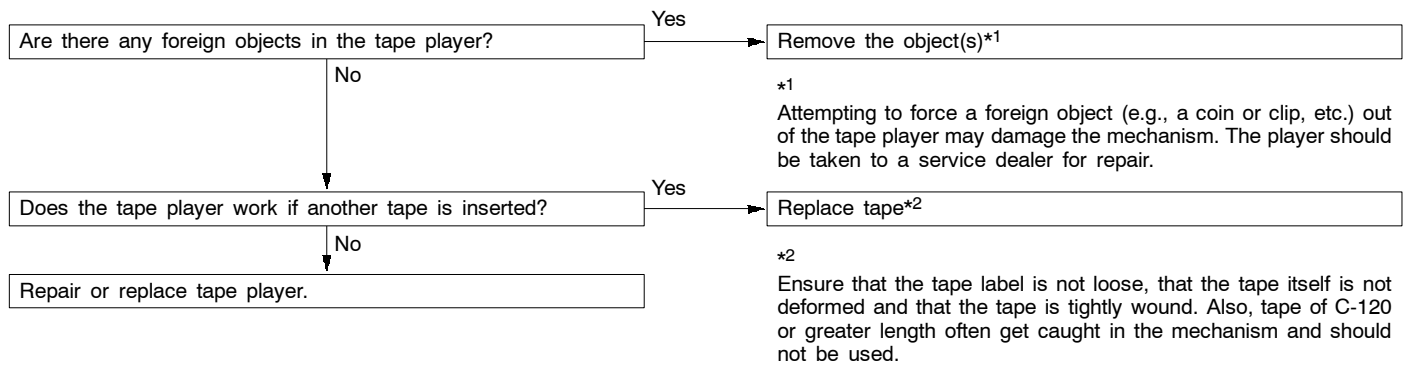 Yes
Are there any foreign objects in the tape player?
Remove the object(s)*1
No
*1
Attempting to force a foreign object (e.g., a coin or clip, etc.) out
of the tape player may damage the mechanism. The player should
be taken to a service dealer for repair.
Yes
Does the tape player work if another tape is inserted?
Replace tape*2
No
*2
Repair or replace tape player.
Ensure that the tape label is not loose, that the tape itself is not
deformed and that the tape is tightly wound. Also, tape of C-120
or greater length often get caught in the mechanism and should
not be used.